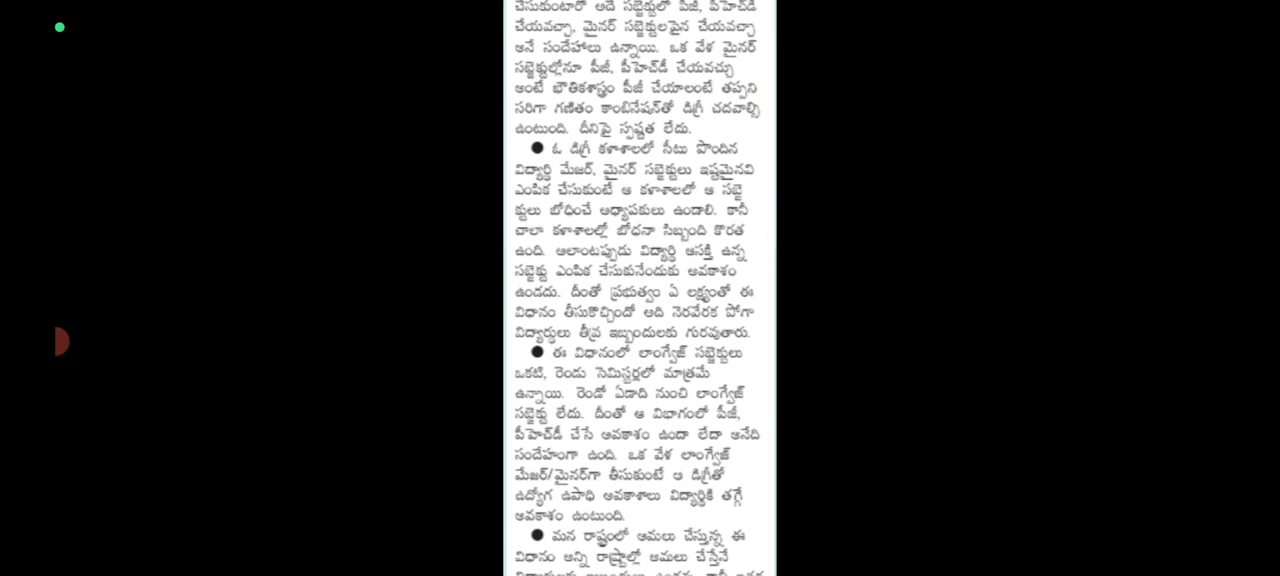 చేసుకుంటారో అదే సబ్జెక్టులో పీజీ, పీహెచ్‌డీ
చేయవచ్చా, మైనర్ సబ్జెక్టులపైన చేయవచ్చా
అనే సందేహాలు ఉన్నాయి. ఒక వేళ మైనర్
సబ్జెక్టుల్లోనూ పీజీ, పీహెచ్‌డీ చేయవచ్చు
అంటే భౌతికశాస్త్రం పీజీ చేయాలంటే తప్పని
సరిగా గణితం కాంబినేషన్‌తో డిగ్రీ చదవాల్సి
ఉంటుంది. దీనిపై స్పష్టత లేదు.
● ఓ డిగ్రీ కళాశాలలో సీటు పొందిన
విద్యార్థి మేజర్, మైనర్ సబ్జెక్టులు ఇష్టమైనవి
ఎంపిక చేసుకుంటే ఆ కళాశాలలో ఆ సబ్జె
క్టులు బోధించే అధ్యాపకులు ఉండాలి. కానీ
చాలా కళాశాలల్లో బోధనా సిబ్బంది కొరత
ఉంది. అలాంటప్పుడు విద్యార్థి ఆసక్తి ఉన్న
సబ్జెక్టు ఎంపిక చేసుకునేందుకు అవకాశం
ఉండదు. దీంతో ప్రభుత్వం ఏ లక్ష్యంతో ఈ
విధానం తీసుకొచ్చిందో అది నెరవేరక పోగా
విద్యార్థులు తీవ్ర ఇబ్బందులకు గురవుతారు.
● ఈ విధానంలో లాంగ్వేజ్ సబ్జెక్టులు
ఒకటి, రెండు సెమిస్టర్లలో మాత్రమే
ఉన్నాయి. రెండో ఏడాది నుంచి లాంగ్వేజ్
సబ్జెక్టు లేదు. దీంతో ఆ విభాగంలో పీజీ,
పీహెచ్‌డీ చేసే అవకాశం ఉందా లేదా అనేది
సందేహంగా ఉంది. ఒక వేళ లాంగ్వేజ్
మేజర్/మైనర్‌గా తీసుకుంటే ఆ డిగ్రీతో
ఉద్యోగ ఉపాధి అవకాశాలు విద్యార్థికి తగ్గే
అవకాశం ఉంటుంది.
● మన రాష్ట్రంలో అమలు చేస్తున్న ఈ
విధానం అన్ని రాష్ట్రాల్లో అమలు చేస్తేనే